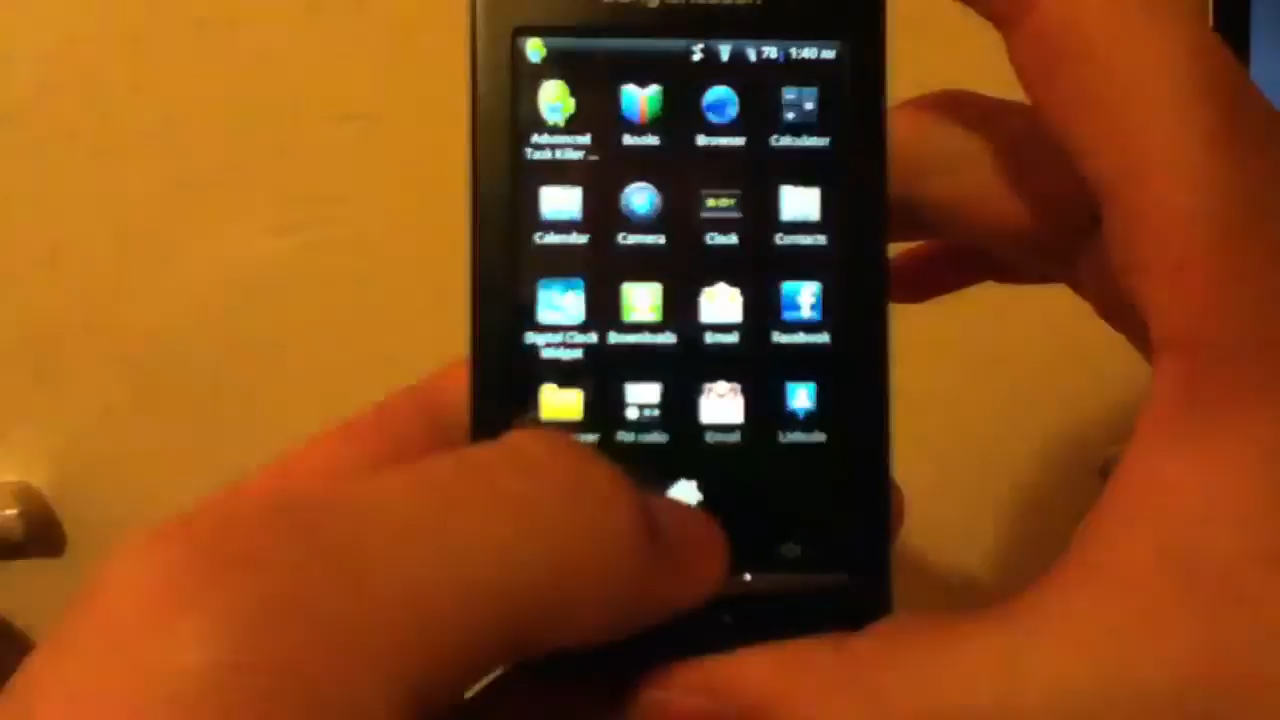 78 1:40 AM
Advanced Books Browser Calculator
Task Killer ...
Calendar Camera Clock Contacts
Digital Clock Downloads Email Facebook
Widget
FM radio Gmail LinkedIn